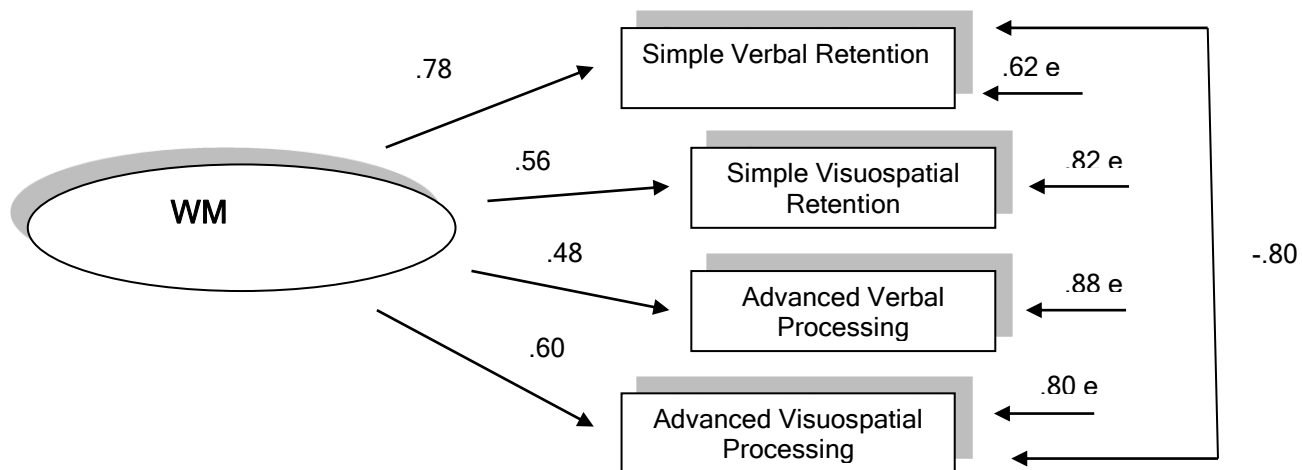 Simple Verbal Retention
.78
.62 e
.56
Simple Visuospatial
Retention
.82 e
WM
.48
-.80
Advanced Verbal
Processing
.88 e
.60
.80 e
Advanced Visuospatial
Processing